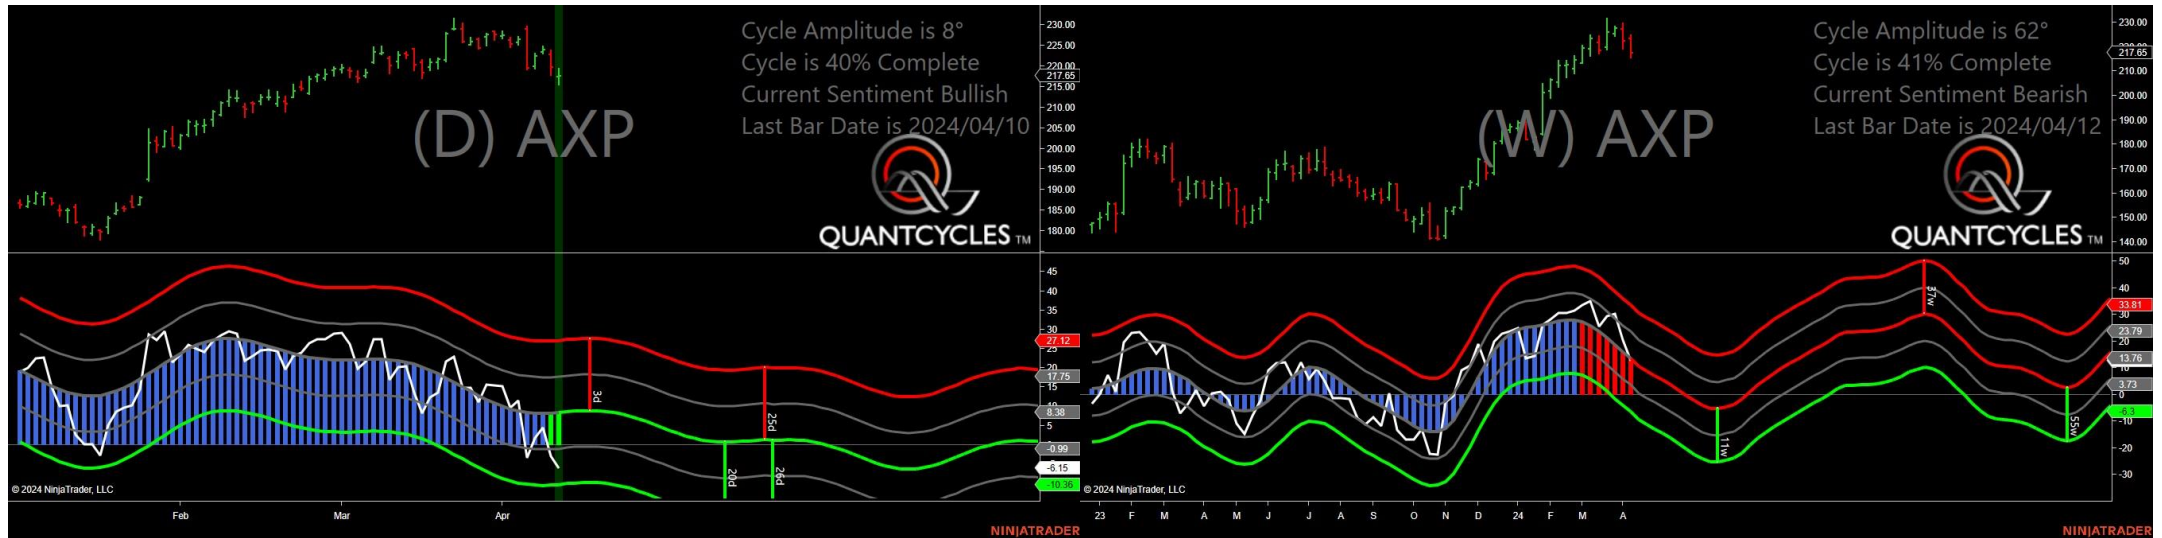 Cycle Amplitude is 8°
Cycle is 40% Complete
Current Sentiment Bullish
Last Bar Date is 2024/04/10
(D) AXP
QUANTCYCLES TM
230.00
225.00
217.65
215.00
210.00
205.00
200.00
195.00
190.00
185.00
180.00
45
40
35
30
27.12
25
20
17.75
15
8.38
5
-0.99
-6.15
-10.36
3d
25d
20d
26d
© 2024 NinjaTrader, LLC
Feb Mar Apr
NINJATRADER
Cycle Amplitude is 62°
Cycle is 41% Complete
Current Sentiment Bearish
Last Bar Date is 2024/04/12
(W) AXP
QUANTCYCLES TM
230.00
217.65
210.00
200.00
190.00
180.00
170.00
160.00
150.00
140.00
50
40
33.81
30
23.79
20
13.76
10
3.73
0
-6.3
-10
-20
-30
37w
11w
55w
© 2024 NinjaTrader, LLC
23 F M A M J J A S O N D 24 F M A
NINJATRADER